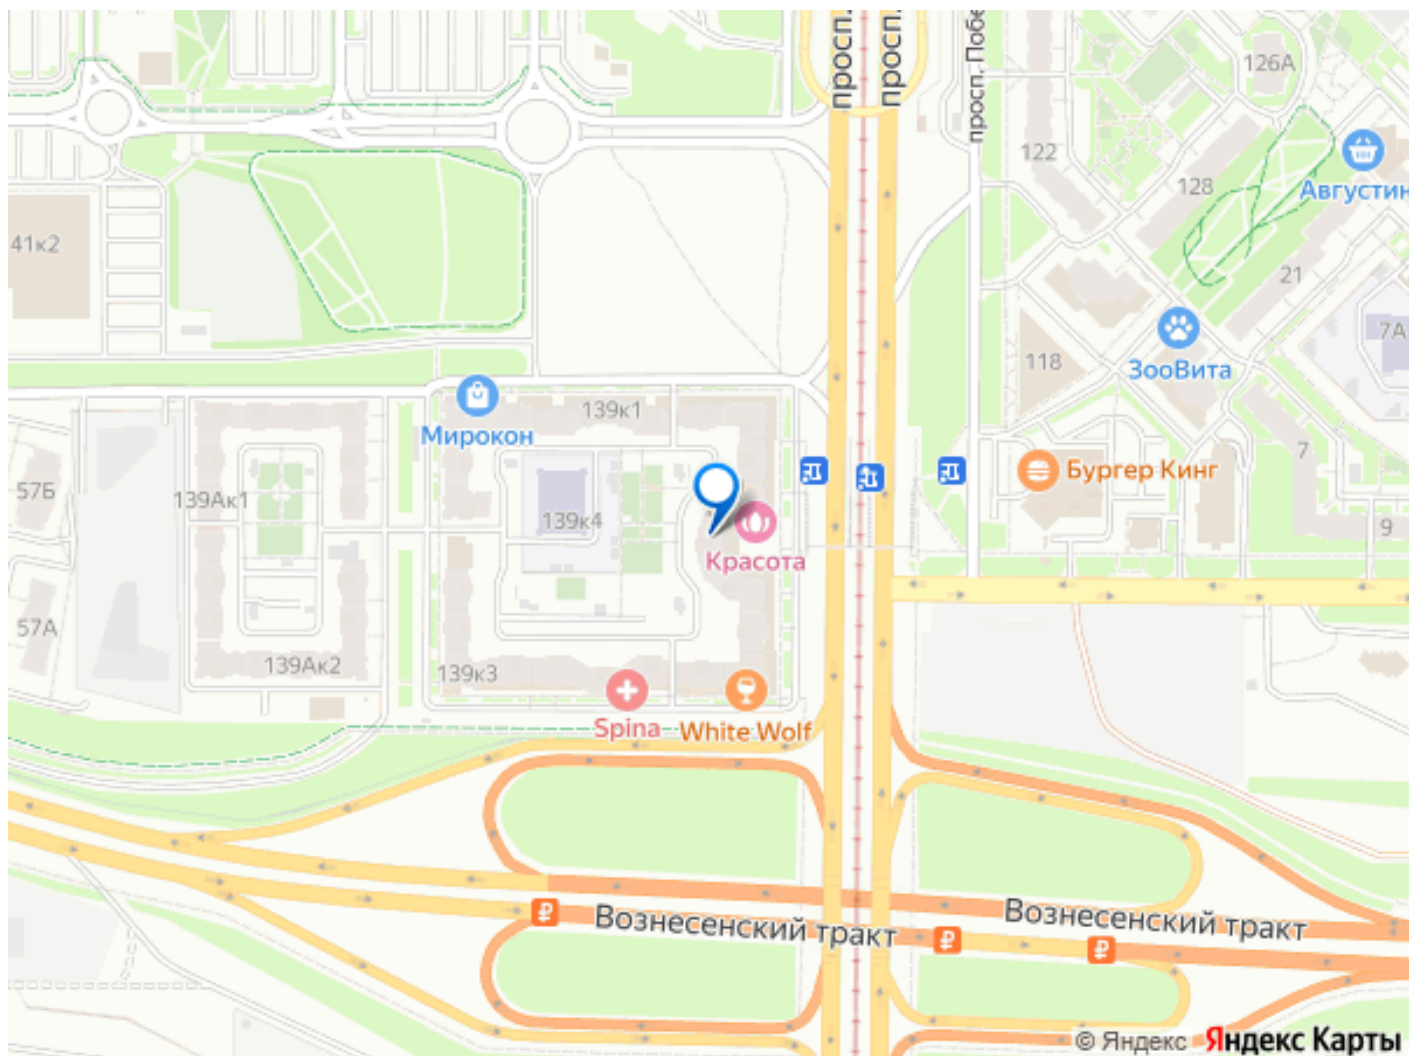 просп.
просп.
просп. Побе
126А
122
128
Августин
41к2
21
7А
118
ЗооВита
139к1
Мирокон
7
57Б
139Ак1
139к4
Бургер Кинг
9
Красота
57А
139Ак2
139к3
Spina
White Wolf
Вознесенский тракт
Вознесенский тракт
© Яндекс Яндекс Карты